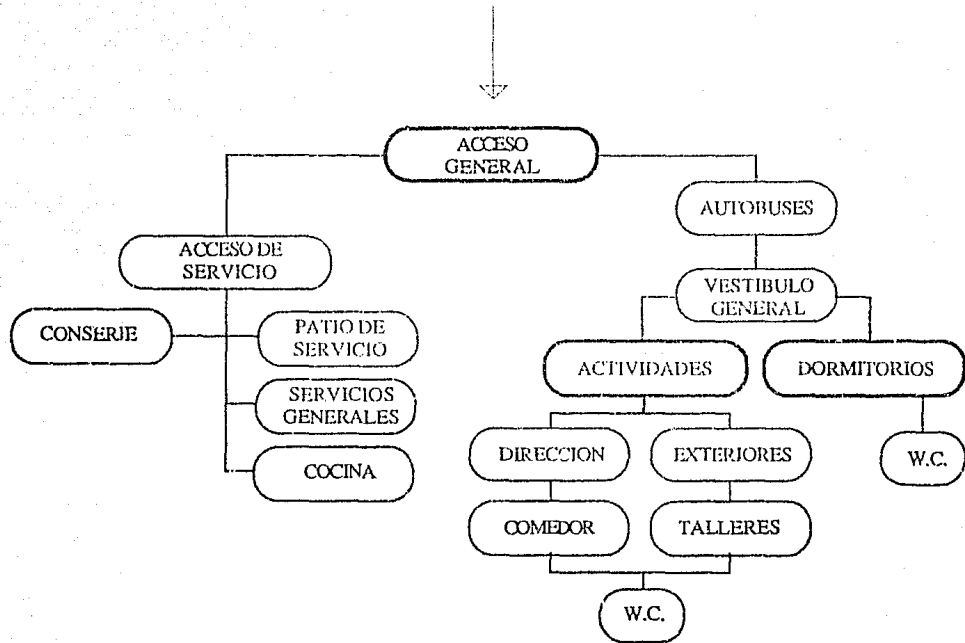 ACCESO
GENERAL
AUTOBUSES
ACCESO DE
SERVICIO
VESTIBULO
GENERAL
CONSERJE
PATIO DE
SERVICIO
ACTIVIDADES
DORMITORIOS
SERVICIOS
GENERALES
DIRECCION
EXTERIORES
W.C.
COCINA
COMEDOR
TALLERES
W.C.